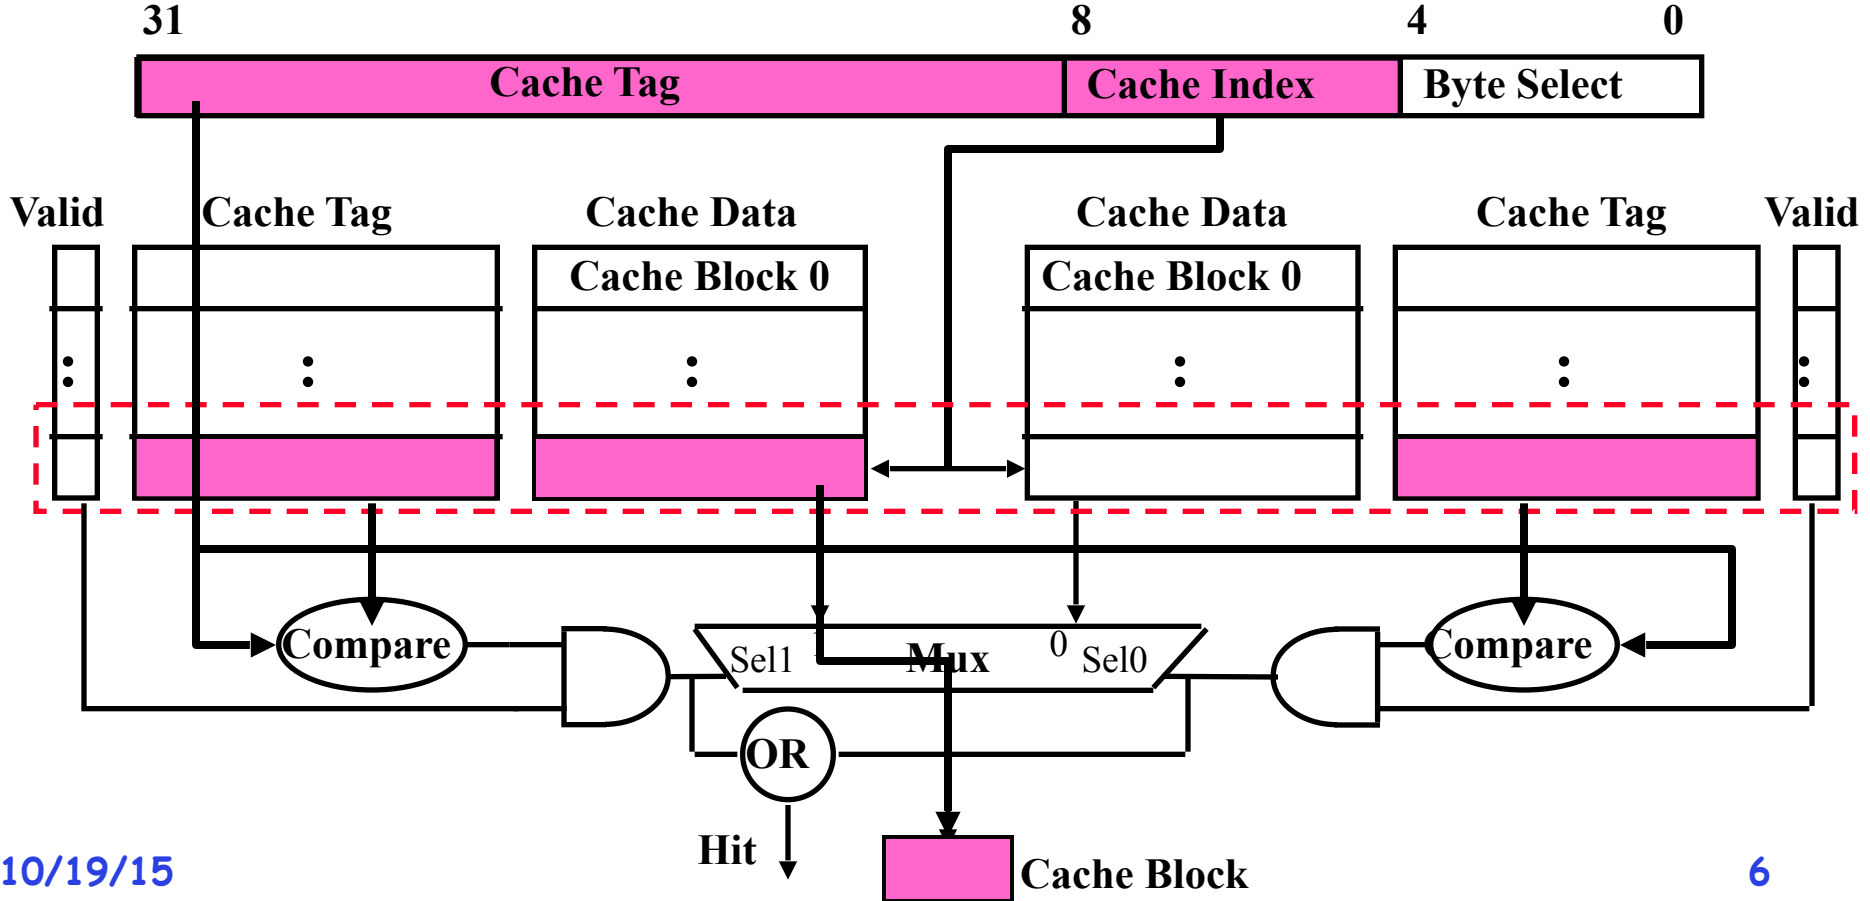 31 8 4 0
Cache Tag Cache Index Byte Select
Valid Cache Tag Cache Data Cache Data Cache Tag Valid
Cache Block 0 Cache Block 0
Compare Sel1 1 Mux 0 Sel0 Compare
OR
Hit
Cache Block
10/19/15 6